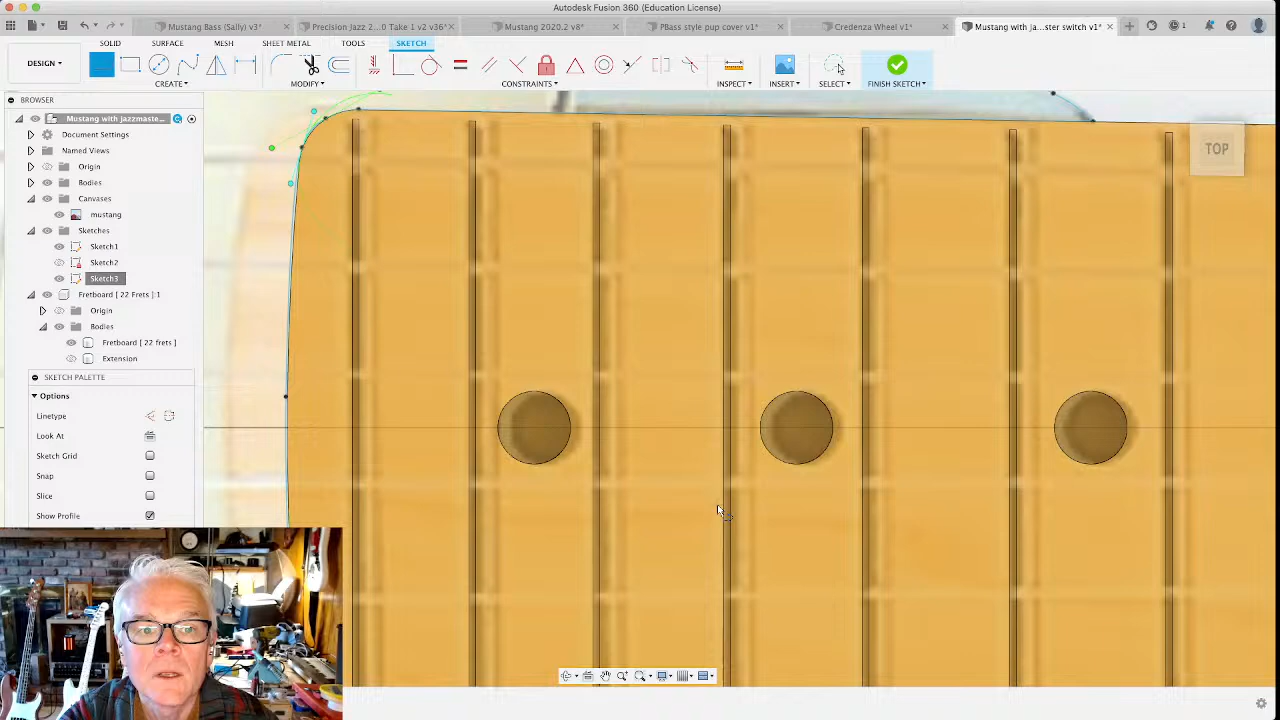 Autodesk Fusion 360 (Education License)
Mustang Bass (Sally) v3*
Precision Jazz 2...0 Take 1 v2 v36*
Mustang 2020.2 v8*
PBass style pup cover v1*
Credenza Wheel v1*
Mustang with ja...ster switch v1*
1
SOLID
SURFACE
MESH
SHEET METAL
TOOLS
SKETCH
DESIGN
CREATE
MODIFY
CONSTRAINTS
INSPECT
INSERT
SELECT
FINISH SKETCH
BROWSER
Mustang with jazzmaste...
Document Settings
Named Views
Origin
Bodies
Canvases
mustang
Sketches
Sketch1
Sketch2
Sketch3
Fretboard [ 22 Frets ]:1
Origin
Bodies
Fretboard [ 22 frets ]
Extension
SKETCH PALETTE
Options
Linetype
Look At
Sketch Grid
Snap
Slice
Show Profile
TOP